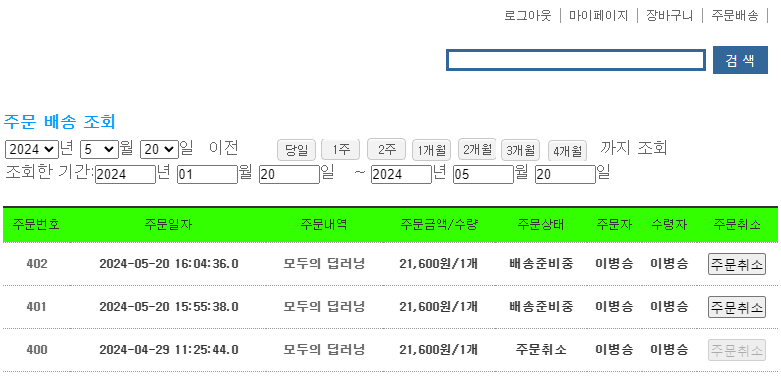 로그아웃 마이페이지 장바구니 주문배송
검 색
주문 배송 조회
2024 년 5 월 20 일 이전 당일 1주 2주 1개월 2개월 3개월 4개월 까지 조회
조회한 기간:2024 년 01 월 20 일 ~ 2024 년 05 월 20 일
주문번호 주문일자 주문내역 주문금액/수량 주문상태 주문자 수령자 주문취소
402 2024-05-20 16:04:36.0 모두의 딥러닝 21,600원/1개 배송준비중 이병승 이병승 주문취소
401 2024-05-20 15:55:38.0 모두의 딥러닝 21,600원/1개 배송준비중 이병승 이병승 주문취소
400 2024-04-29 11:25:44.0 모두의 딥러닝 21,600원/1개 주문취소 이병승 이병승 주문취소